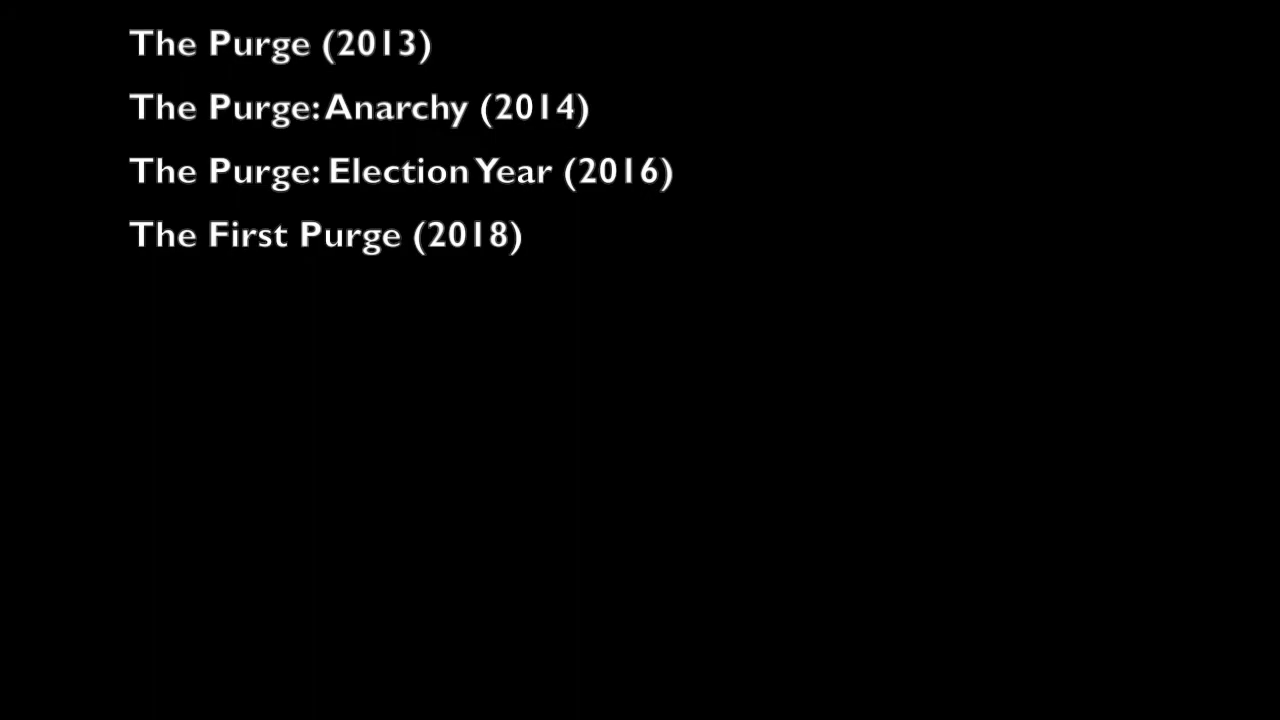 The Purge (2013)
The Purge: Anarchy (2014)
The Purge: Election Year (2016)
The First Purge (2018)